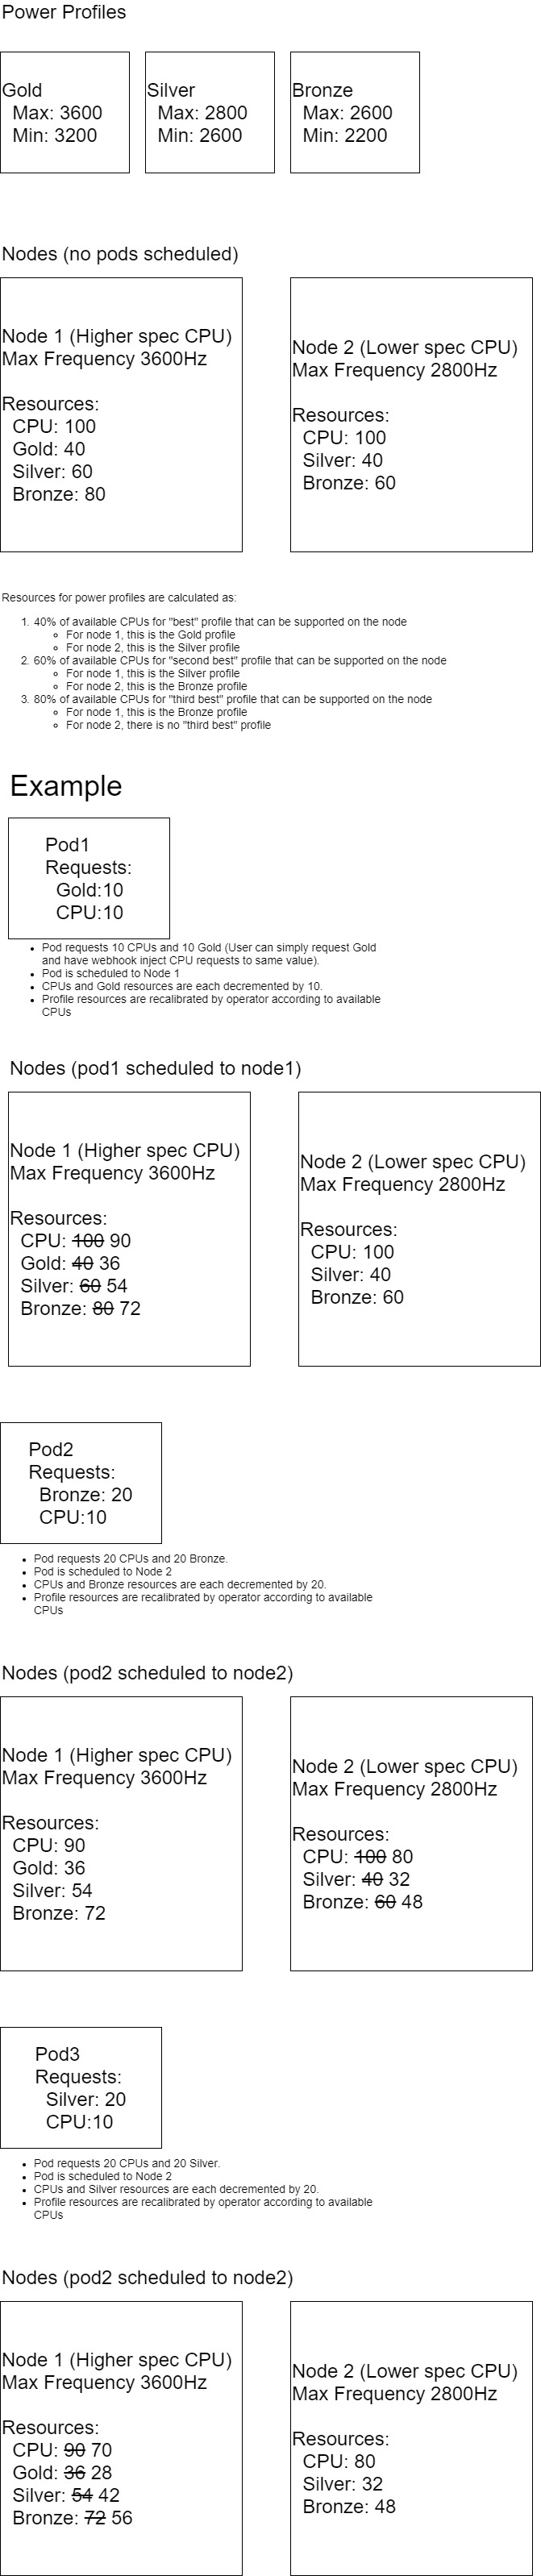 Power Profiles
Gold
Max: 3600
Min: 3200
Silver
Max: 2800
Min: 2600
Bronze
Max: 2600
Min: 2200
Nodes (no pods scheduled)
Node 1 (Higher spec CPU)
Max Frequency 3600Hz
Resources:
CPU: 100
Gold: 40
Silver: 60
Bronze: 80
Node 2 (Lower spec CPU)
Max Frequency 2800Hz
Resources:
CPU: 100
Silver: 40
Bronze: 60
Resources for power profiles are calculated as:
1. 40% of available CPUs for "best" profile that can be supported on the node
For node 1, this is the Gold profile
For node 2, this is the Silver profile
2. 60% of available CPUs for "second best" profile that can be supported on the node
For node 1, this is the Silver profile
For node 2, this is the Bronze profile
3. 80% of available CPUs for "third best" profile that can be supported on the node
For node 1, this is the Bronze profile
For node 2, there is no "third best" profile
Example
Pod1
Requests:
Gold:10
CPU:10
Pod requests 10 CPUs and 10 Gold (User can simply request Gold
and have webhook inject CPU requests to same value).
Pod is scheduled to Node 1
CPUs and Gold resources are each decremented by 10.
Profile resources are recalibrated by operator according to available
CPUs
Nodes (pod1 scheduled to node1)
Node 1 (Higher spec CPU)
Max Frequency 3600Hz
Resources:
CPU: 100 90
Gold: 40 36
Silver: 60 54
Bronze: 80 72
Node 2 (Lower spec CPU)
Max Frequency 2800Hz
Resources:
CPU: 100
Silver: 40
Bronze: 60
Pod2
Requests:
Bronze: 20
CPU:10
Pod requests 20 CPUs and 20 Bronze.
Pod is scheduled to Node 2
CPUs and Bronze resources are each decremented by 20.
Profile resources are recalibrated by operator according to available
CPUs
Nodes (pod2 scheduled to node2)
Node 1 (Higher spec CPU)
Max Frequency 3600Hz
Resources:
CPU: 90
Gold: 36
Silver: 54
Bronze: 72
Node 2 (Lower spec CPU)
Max Frequency 2800Hz
Resources:
CPU: 100 80
Silver: 40 32
Bronze: 60 48
Pod3
Requests:
Silver: 20
CPU:10
Pod requests 20 CPUs and 20 Silver.
Pod is scheduled to Node 2
CPUs and Silver resources are each decremented by 20.
Profile resources are recalibrated by operator according to available
CPUs
Nodes (pod2 scheduled to node2)
Node 1 (Higher spec CPU)
Max Frequency 3600Hz
Resources:
CPU: 90 70
Gold: 36 28
Silver: 54 42
Bronze: 72 56
Node 2 (Lower spec CPU)
Max Frequency 2800Hz
Resources:
CPU: 80
Silver: 32
Bronze: 48